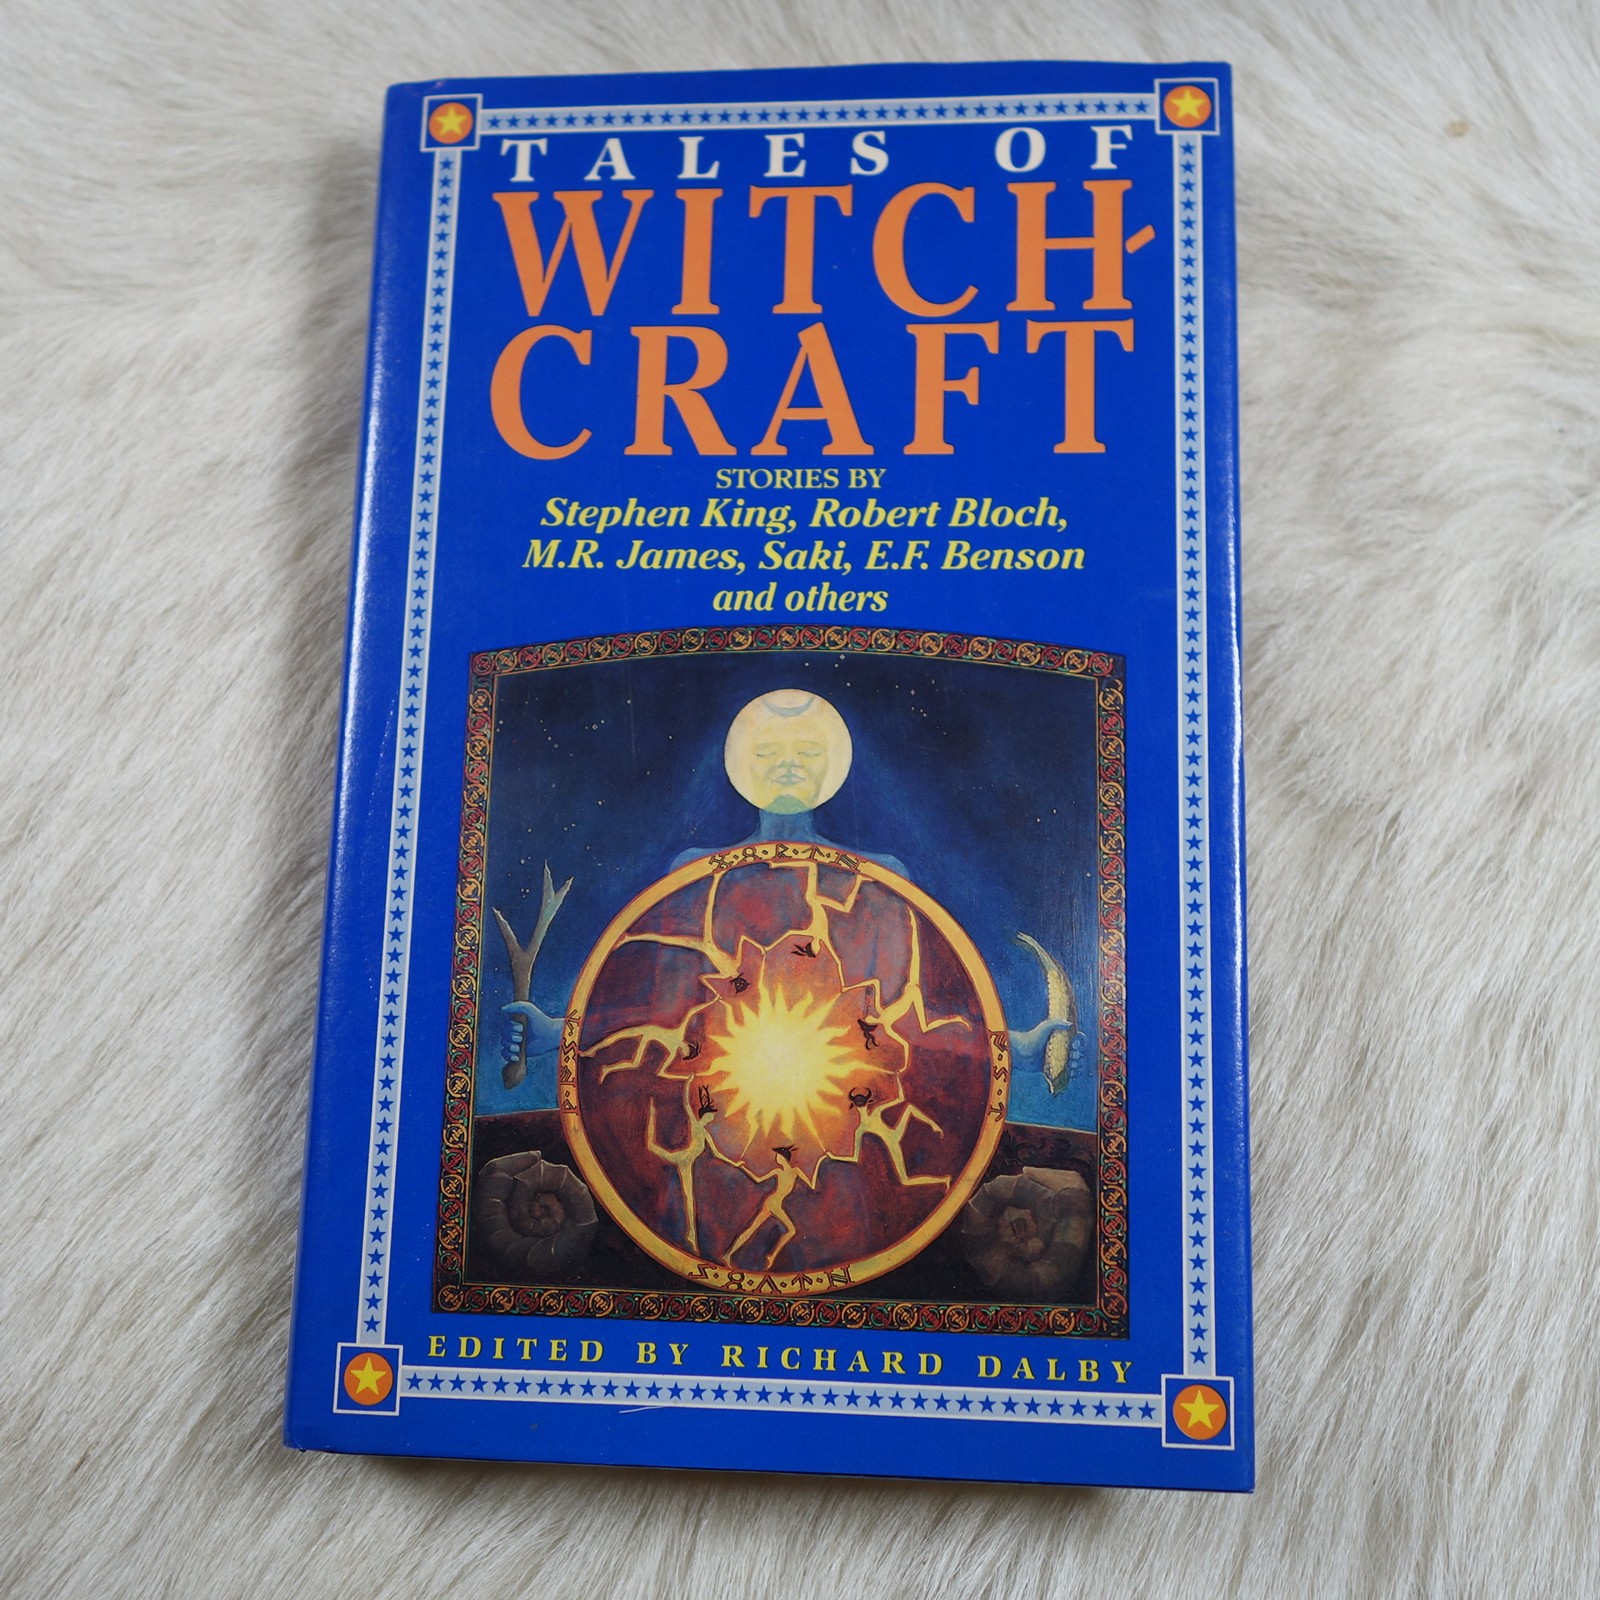 TALES OF
WITCH-
CRAFT
STORIES BY
Stephen King, Robert Bloch,
M.R. James, Saki, E.F. Benson
and others
EDITED BY RICHARD DALBY